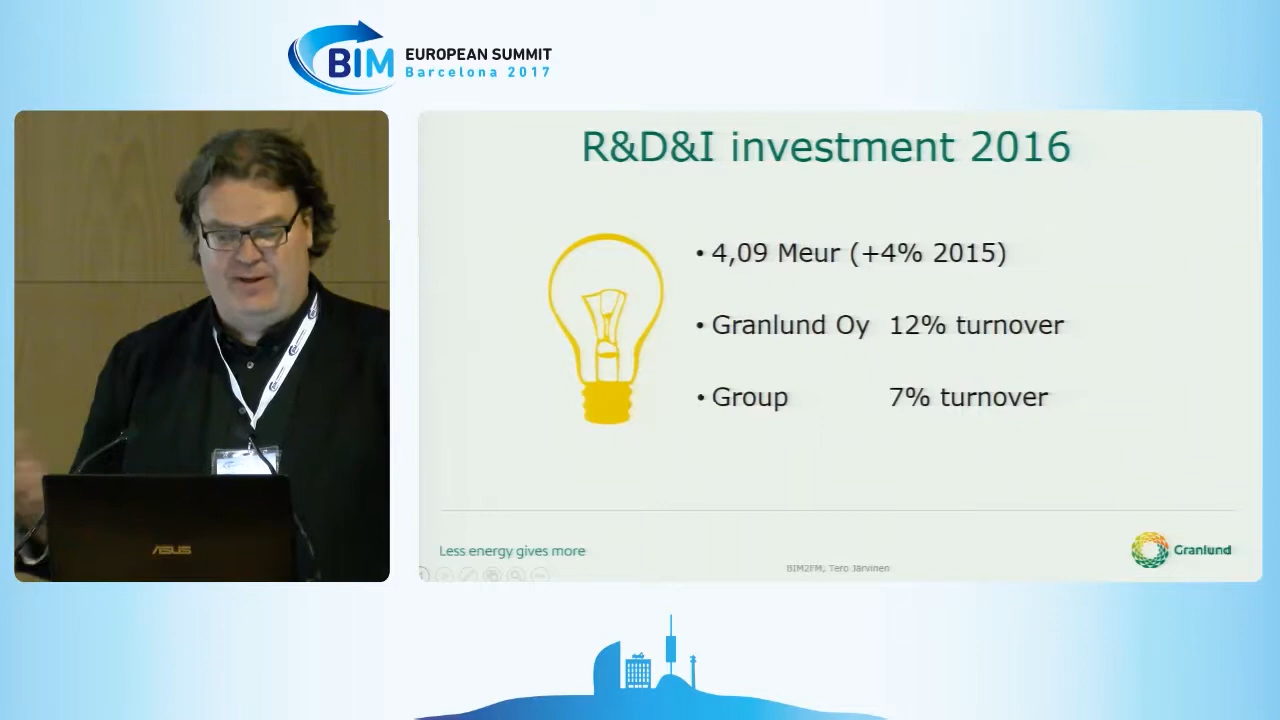 BIM EUROPEAN SUMMIT
Barcelona 2017
R&D&I investment 2016
• 4,09 Meur (+4% 2015)
• Granlund Oy 12% turnover
• Group 7% turnover
Less energy gives more
Granlund
BIM2FM, Tero Järvinen
ASUS